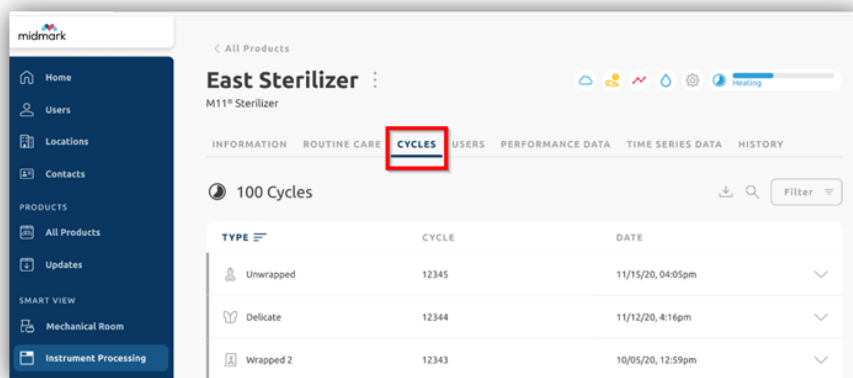 midmark
Home
Users
Locations
Contacts
PRODUCTS
All Products
Updates
SMART VIEW
Mechanical Room
Instrument Processing
< All Products
East Sterilizer
M11® Sterilizer
Heating
INFORMATION ROUTINE CARE CYCLES USERS PERFORMANCE DATA TIME SERIES DATA HISTORY
100 Cycles
Filter
TYPE CYCLE DATE
Unwrapped 12345 11/15/20, 04:05pm
Delicate 12344 11/12/20, 4:16pm
Wrapped 2 12343 10/05/20, 12:59pm